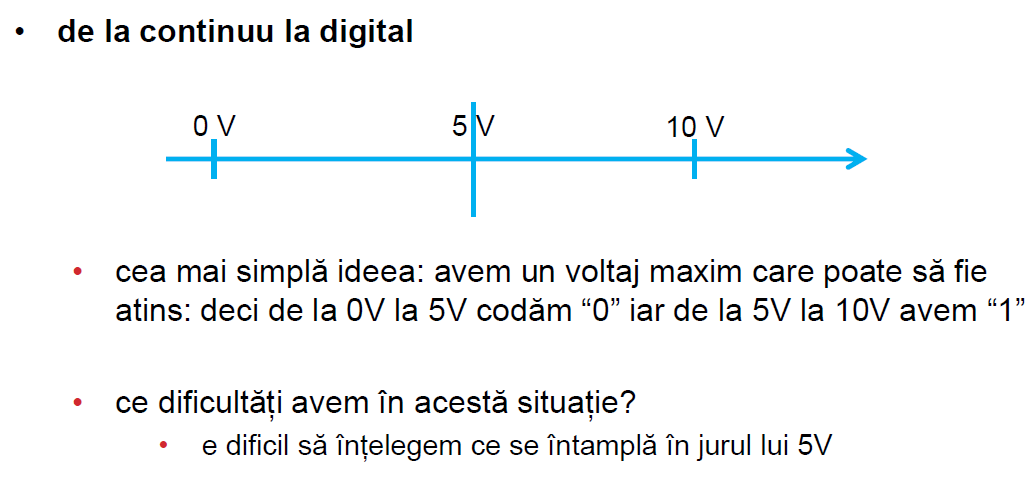 • de la continuu la digital
0 V 5 V 10 V
• cea mai simplă ideea: avem un voltaj maxim care poate să fie
atins: deci de la 0V la 5V codăm “0” iar de la 5V la 10V avem “1”
• ce dificultăți avem în acestă situație?
• e dificil să înțelegem ce se întamplă în jurul lui 5V